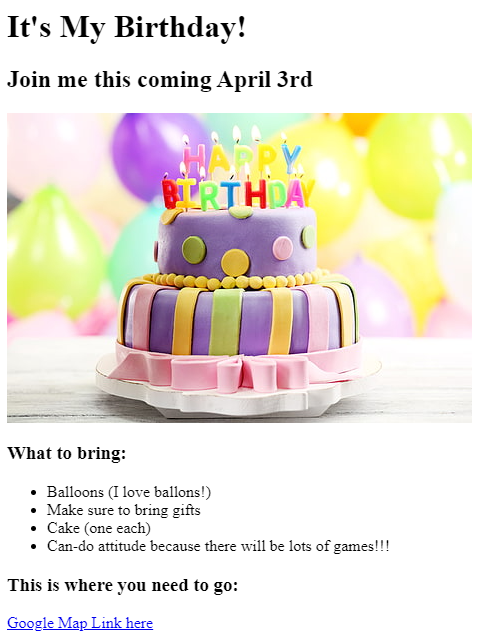 It's My Birthday!
Join me this coming April 3rd
HAPPY
BIRTHDAY
What to bring:
Balloons (I love ballons!)
Make sure to bring gifts
Cake (one each)
Can-do attitude because there will be lots of games!!!
This is where you need to go:
Google Map Link here